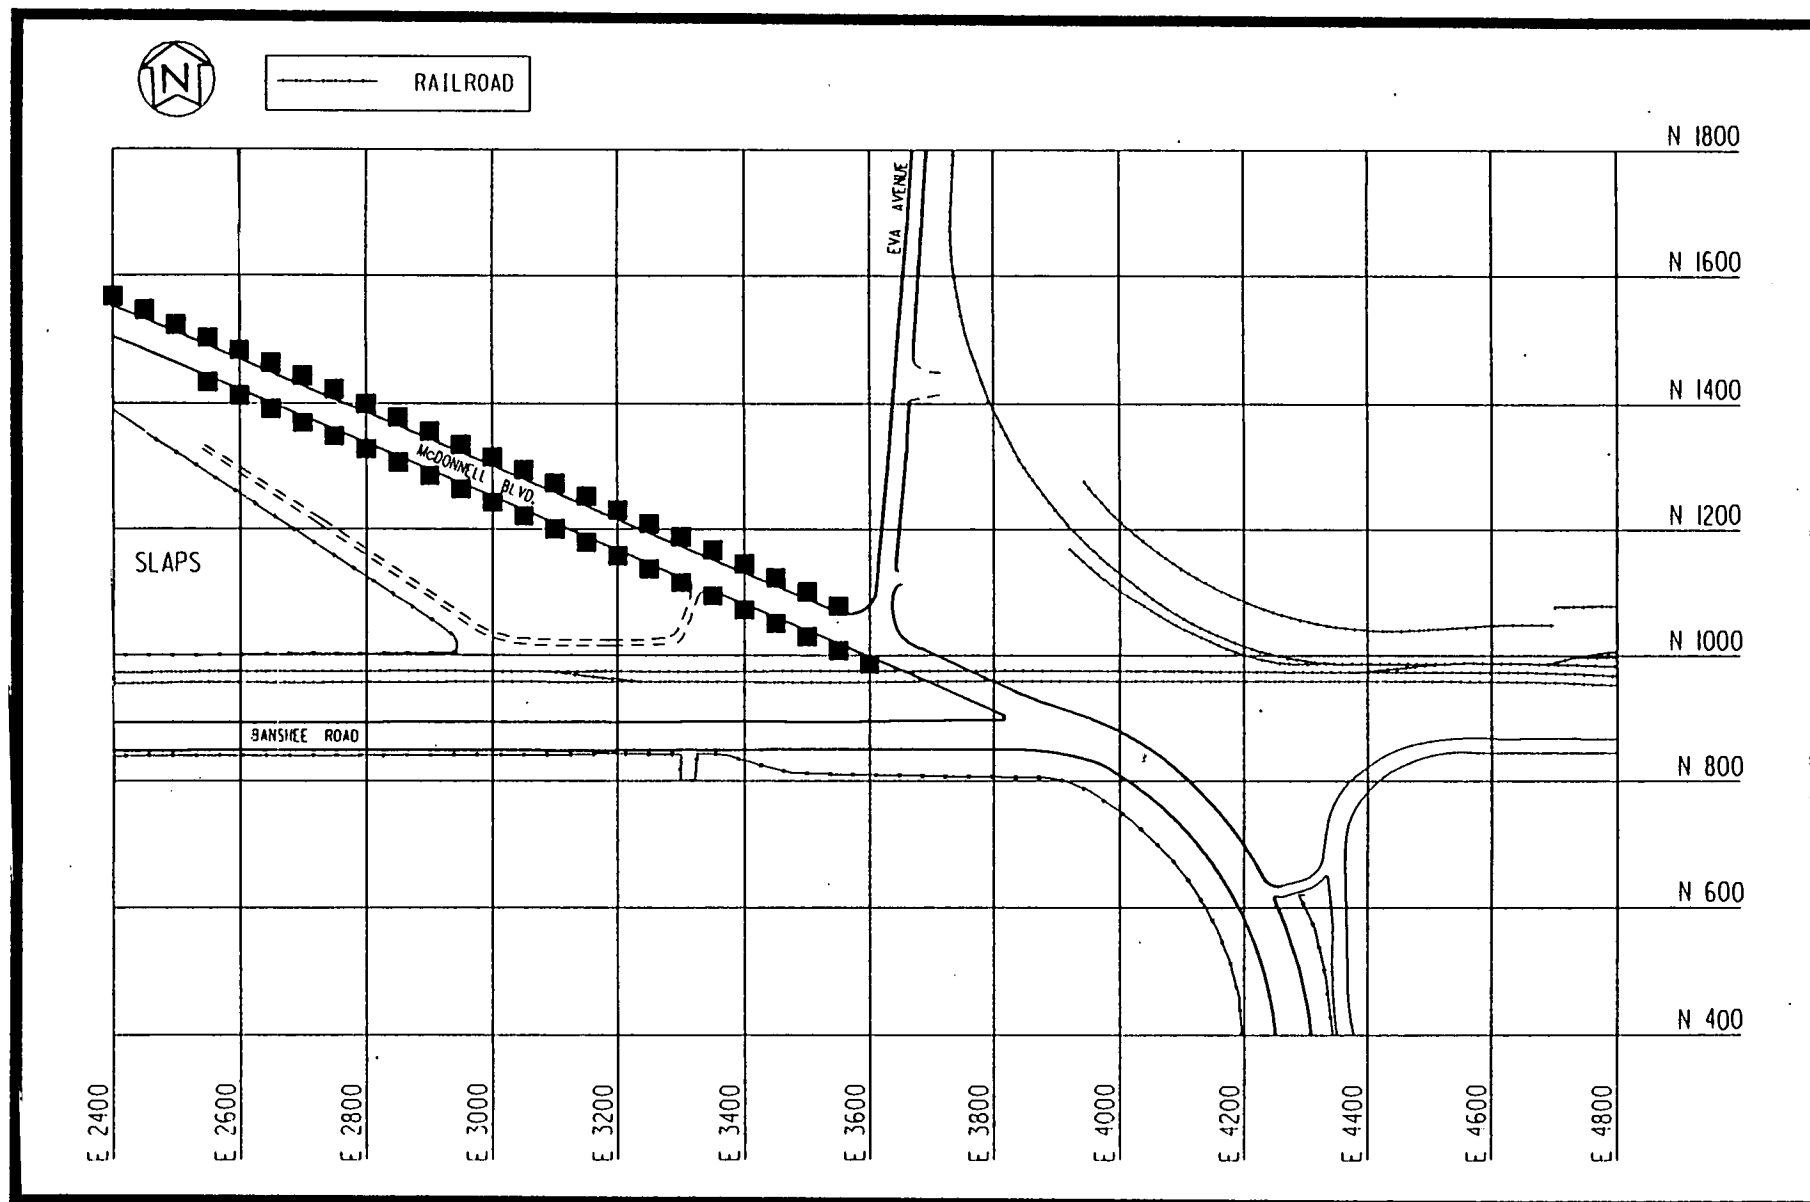 N
RAILROAD
N 1800
EVA AVENUE
N 1600
N 1400
McDONNELL BLVD.
N 1200
SLAPS
N 1000
BANSHEE ROAD
N 800
N 600
N 400
E 2400
E 2600
E 2800
E 3000
E 3200
E 3400
E 3600
E 3800
E 4000
E 4200
E 4400
E 4600
E 4800